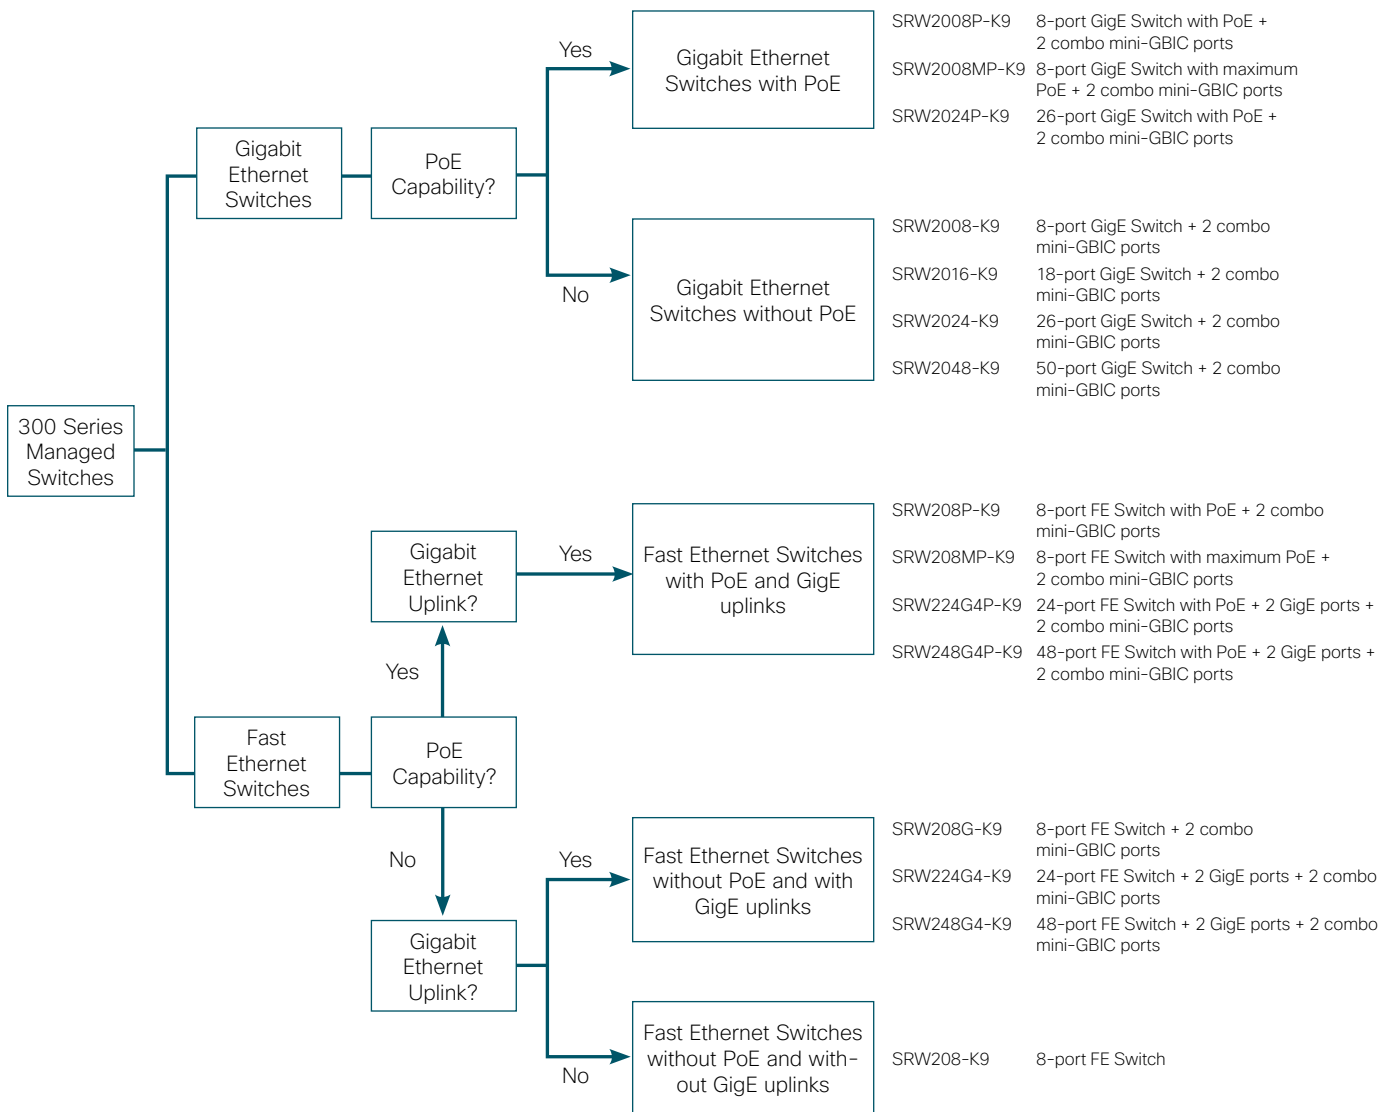 300 Series
Managed
Switches
Gigabit
Ethernet
Switches
PoE
Capability?
Yes
Gigabit Ethernet
Switches with PoE
SRW2008P-K9 8-port GigE Switch with PoE +
2 combo mini-GBIC ports
SRW2008MP-K9 8-port GigE Switch with maximum
PoE + 2 combo mini-GBIC ports
SRW2024P-K9 26-port GigE Switch with PoE +
2 combo mini-GBIC ports
No
Gigabit Ethernet
Switches without PoE
SRW2008-K9 8-port GigE Switch + 2 combo
mini-GBIC ports
SRW2016-K9 18-port GigE Switch + 2 combo
mini-GBIC ports
SRW2024-K9 26-port GigE Switch + 2 combo
mini-GBIC ports
SRW2048-K9 50-port GigE Switch + 2 combo
mini-GBIC ports
Fast
Ethernet
Switches
PoE
Capability?
Yes
Gigabit
Ethernet
Uplink?
Yes
Fast Ethernet Switches
with PoE and GigE
uplinks
SRW208P-K9 8-port FE Switch with PoE + 2 combo
mini-GBIC ports
SRW208MP-K9 8-port FE Switch with maximum PoE +
2 combo mini-GBIC ports
SRW224G4P-K9 24-port FE Switch with PoE + 2 GigE ports +
2 combo mini-GBIC ports
SRW248G4P-K9 48-port FE Switch with PoE + 2 GigE ports +
2 combo mini-GBIC ports
No
Gigabit
Ethernet
Uplink?
Yes
Fast Ethernet Switches
without PoE and with
GigE uplinks
SRW208G-K9 8-port FE Switch + 2 combo
mini-GBIC ports
SRW224G4-K9 24-port FE Switch + 2 GigE ports + 2 combo
mini-GBIC ports
SRW248G4-K9 48-port FE Switch + 2 GigE ports + 2 combo
mini-GBIC ports
No
Fast Ethernet Switches
without PoE and with-
out GigE uplinks
SRW208-K9 8-port FE Switch